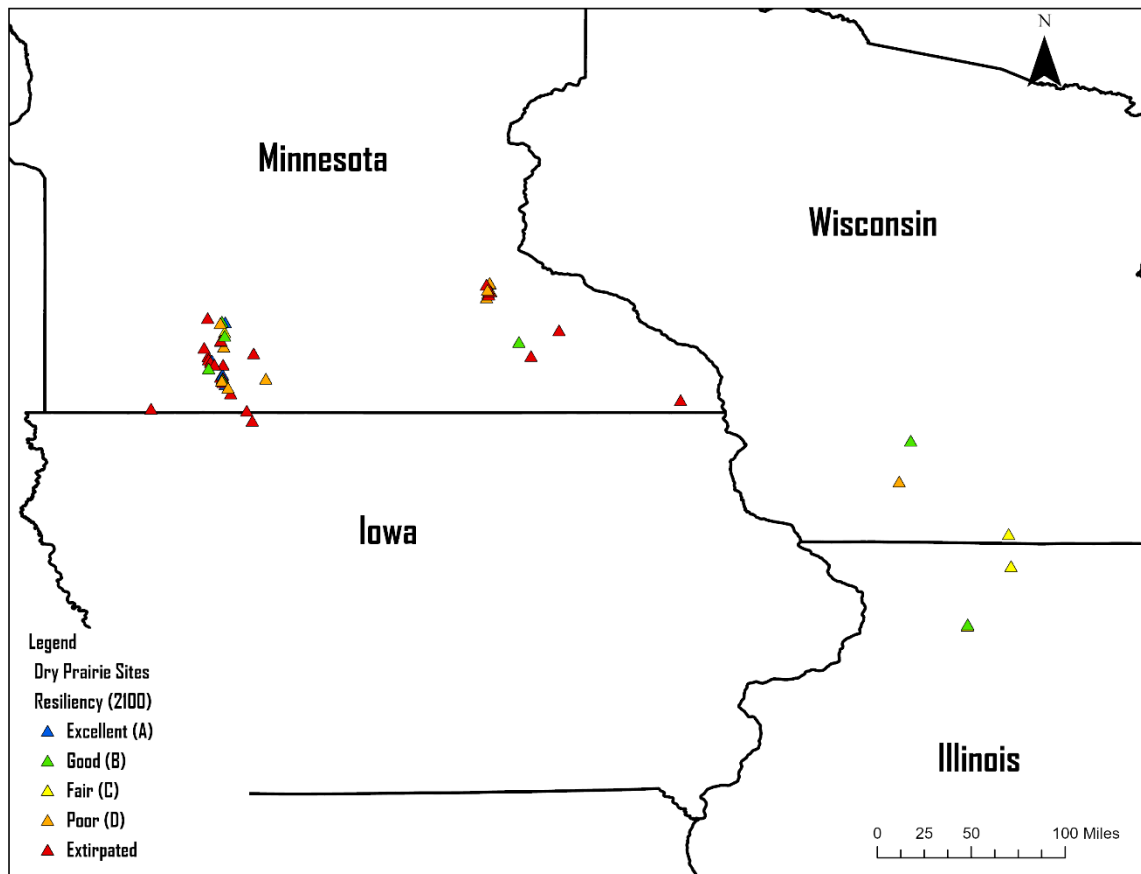 N
Minnesota
Wisconsin
Iowa
Illinois
Legend
Dry Prairie Sites
Resiliency (2100)
Excellent (A)
Good (B)
Fair (C)
Poor (D)
Extirpated
0 25 50 100 Miles